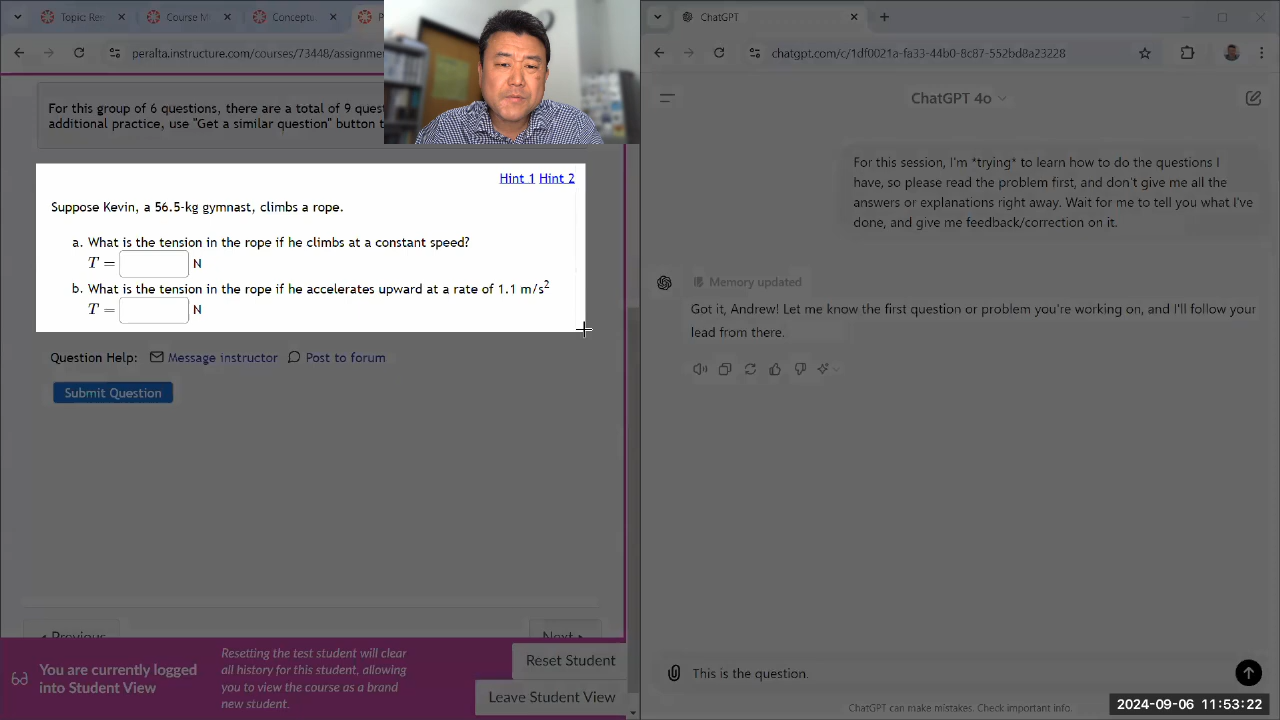 Topic Re
Course M
Conceptu
P
peralta.instructure.com/courses/73448/assignme
For this group of 6 questions, there are a total of 9 ques
additional practice, use "Get a similar question" button t
Hint 1 Hint 2
Suppose Kevin, a 56.5-kg gymnast, climbs a rope.
a. What is the tension in the rope if he climbs at a constant speed?
T = N
b. What is the tension in the rope if he accelerates upward at a rate of 1.1 m/s²
T = N
Question Help: Message instructor Post to forum
Submit Question
‹ Previous
Next ›
You are currently logged
into Student View
Resetting the test student will clear
all history for this student, allowing
you to view the course as a brand
new student.
Reset Student
Leave Student View
ChatGPT
chatgpt.com/c/1df0021a-fa33-44b0-8c87-552bd8a23228
ChatGPT 4o
For this session, I'm *trying* to learn how to do the questions I
have, so please read the problem first, and don't give me all the
answers or explanations right away. Wait for me to tell you what I've
done, and give me feedback/correction on it.
Memory updated
Got it, Andrew! Let me know the first question or problem you're working on, and I'll follow your
lead from there.
This is the question.
ChatGPT can make mistakes. Check important info.
2024-09-06 11:53:22